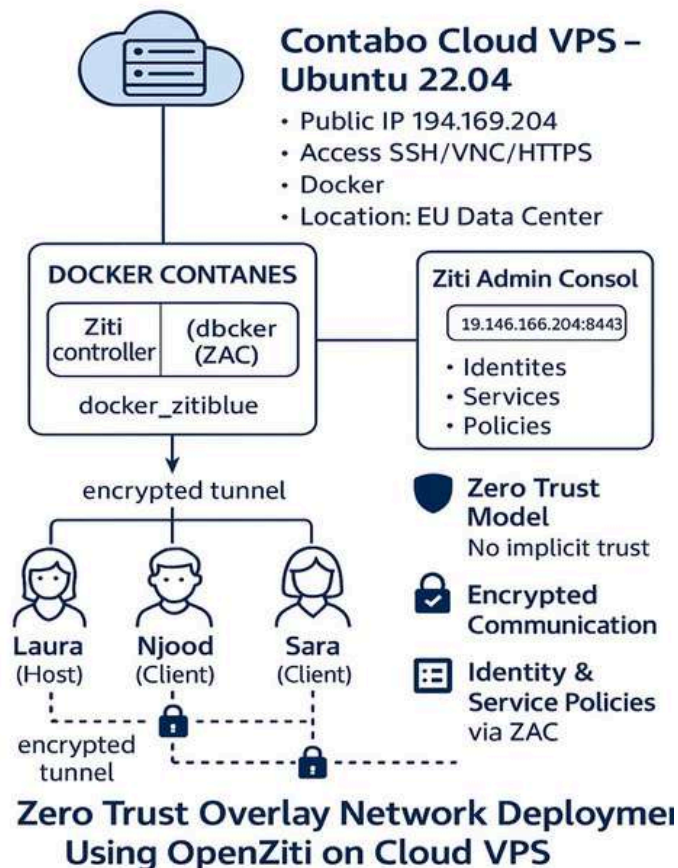 Contabo Cloud VPS –
Ubuntu 22.04
• Public IP 194.169.204
• Access SSH/VNC/HTTPS
• Docker
• Location: EU Data Center
DOCKER CONTANES
Ziti controller
(dbcker (ZAC)
docker_zitiblue
Ziti Admin Consol
19.146.166.204:8443
• Identites
• Services
• Policies
encrypted tunnel
Zero Trust
Model
No implicit trust
Encrypted
Communication
Identity &
Service Policies
via ZAC
Laura
(Host)
Njood
(Client)
Sara
(Client)
encrypted
tunnel
Zero Trust Overlay Network Deploymen
Using OpenZiti on Cloud VPS